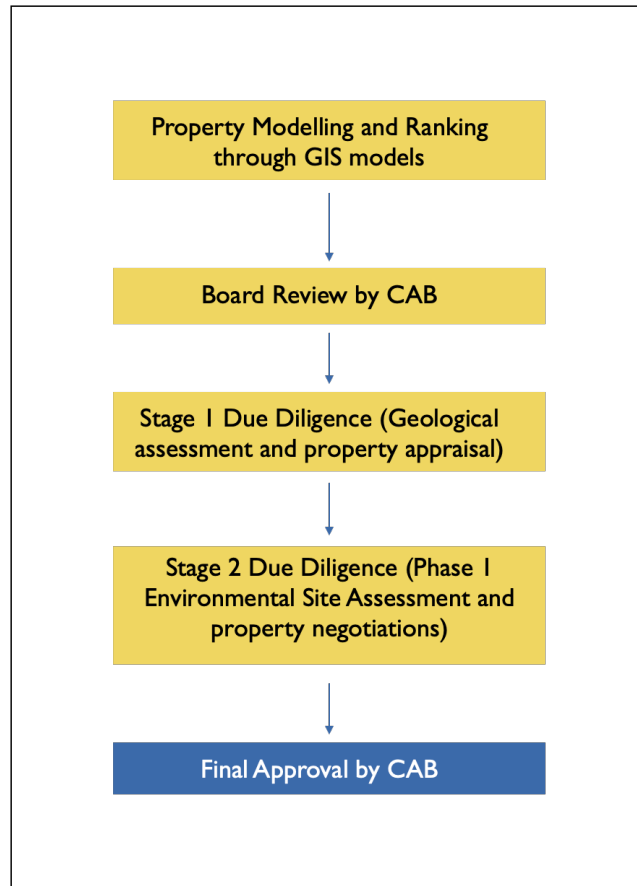 Property Modelling and Ranking
through GIS models
Board Review by CAB
Stage 1 Due Diligence (Geological
assessment and property appraisal)
Stage 2 Due Diligence (Phase 1
Environmental Site Assessment and
property negotiations)
Final Approval by CAB